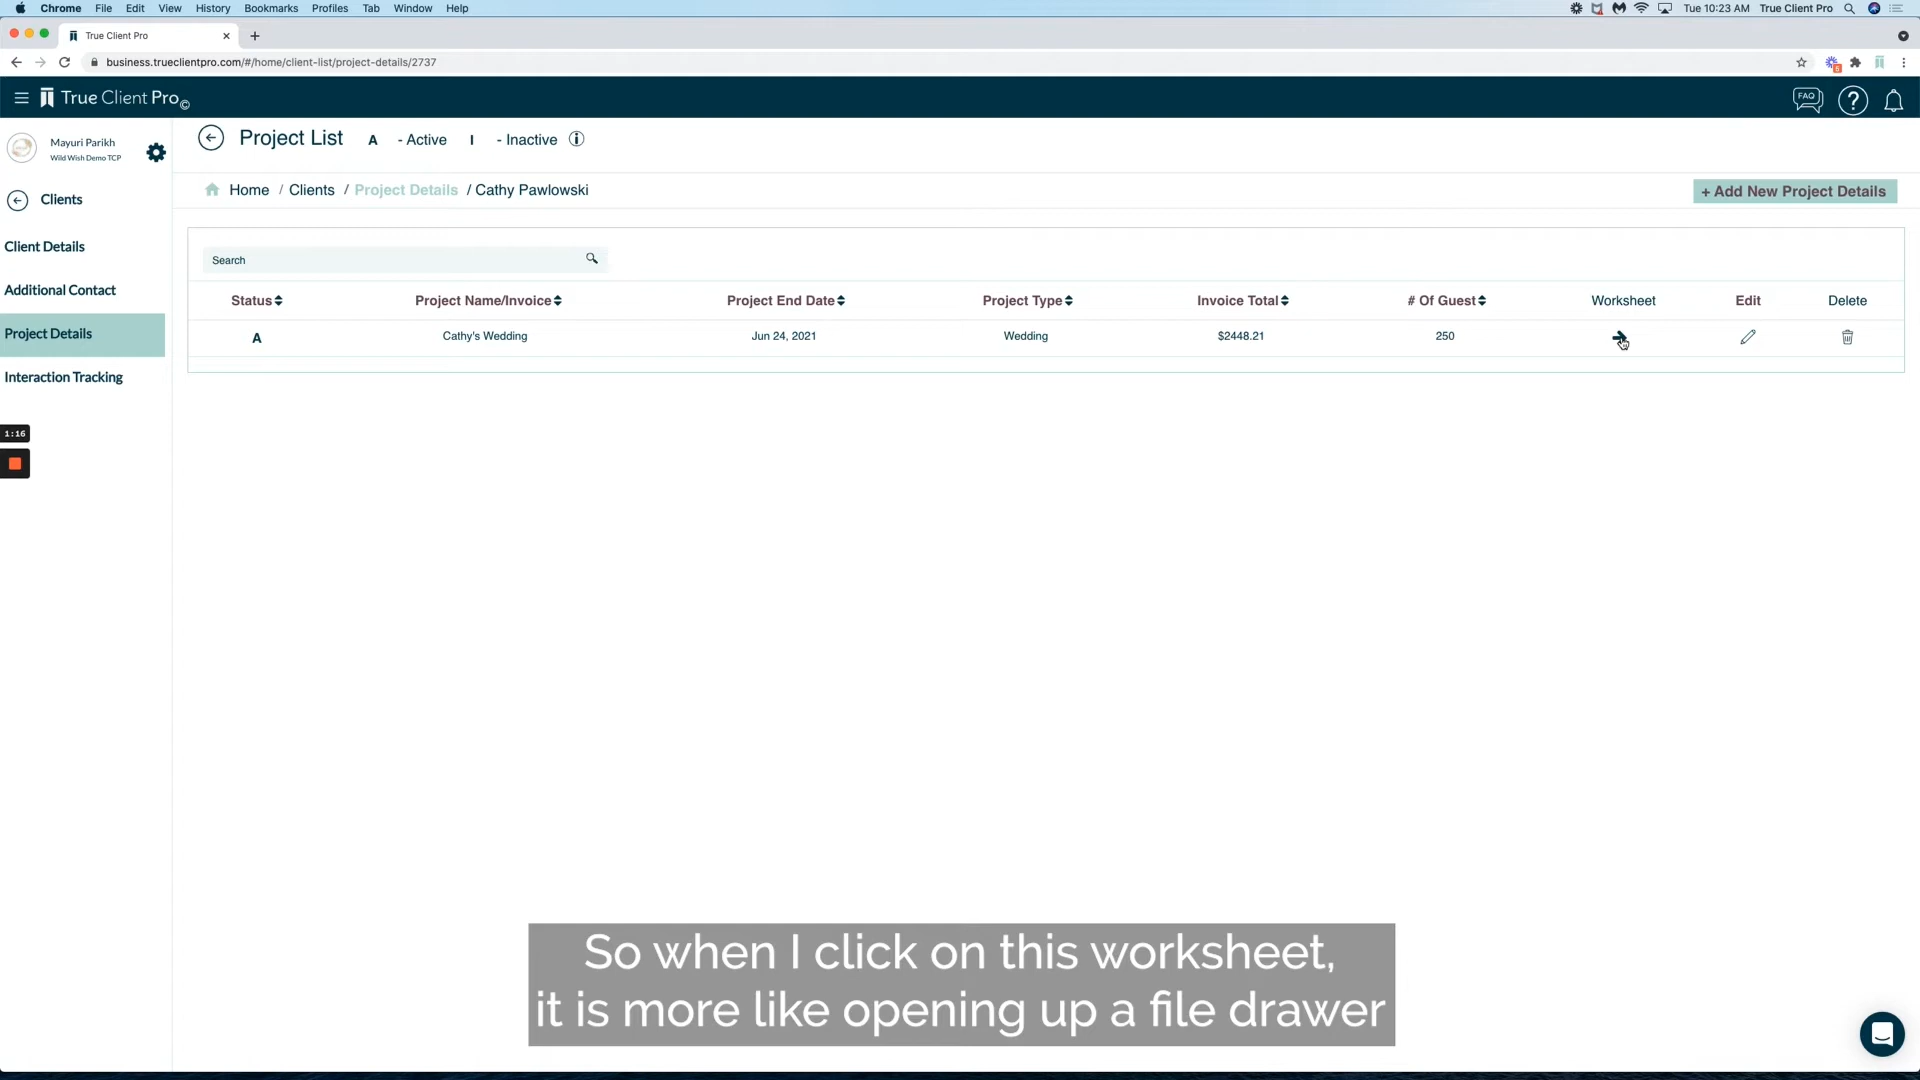 Chrome File Edit View History Bookmarks Profiles Tab Window Help Tue 10:23 AM True Client Pro
True Client Pro
business.trueclientpro.com/#/home/client-list/project-details/2737
6
True Client Pro©
FAQ ?
Mayuri Parikh
Wild Wish Demo TCP
Project List A - Active I - Inactive i
Home / Clients / Project Details / Cathy Pawlowski
+ Add New Project Details
Clients
Client Details
Additional Contact
Project Details
Interaction Tracking
1:16
Search
Status Project Name/Invoice Project End Date Project Type Invoice Total # Of Guest Worksheet Edit Delete
A Cathy's Wedding Jun 24, 2021 Wedding $2448.21 250
So when I click on this worksheet,
it is more like opening up a file drawer